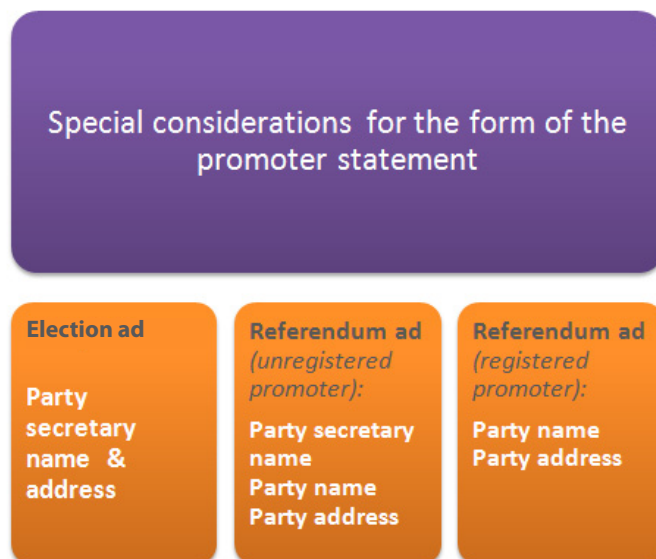 Special considerations for the form of the
promoter statement
Election ad
Party
secretary
name &
address
Referendum ad
(unregistered
promoter):
Party secretary
name
Party name
Party address
Referendum ad
(registered
promoter):
Party name
Party address